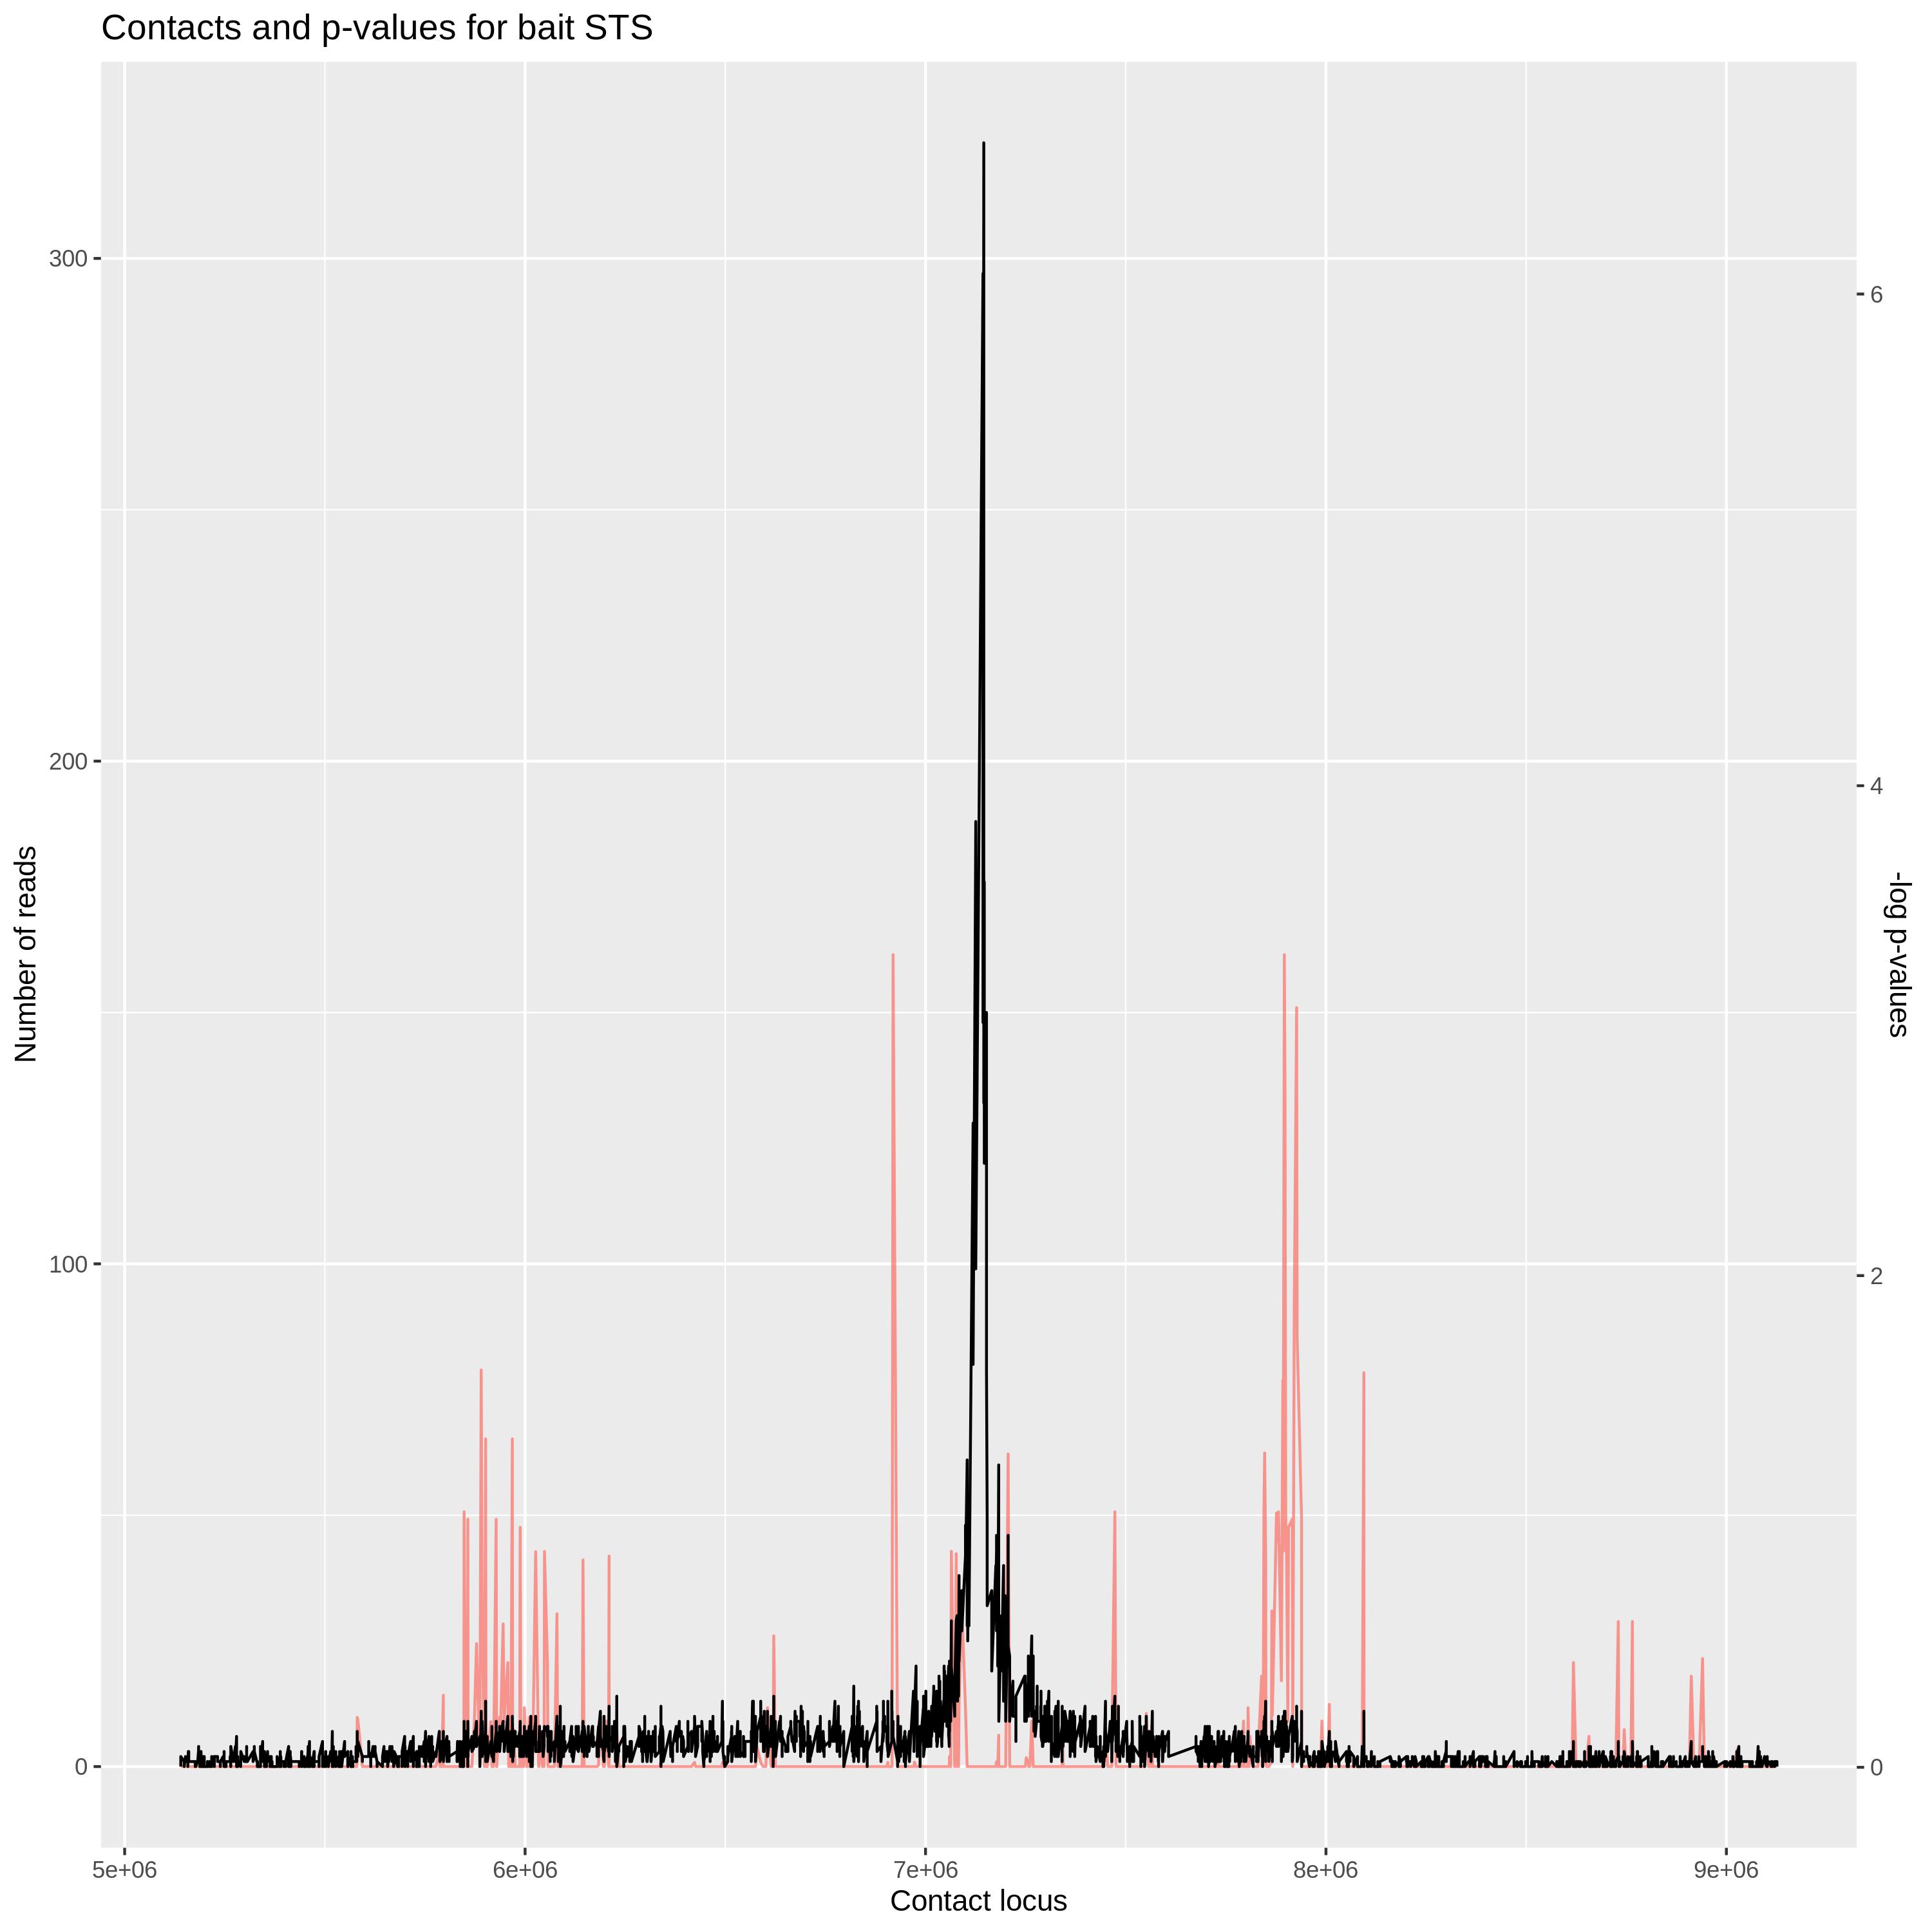 Contacts and p-values for bait STS
300
200
100
0
Number of reads
6
4
2
0
-log p-values
5e+06
6e+06
7e+06
8e+06
9e+06
Contact locus